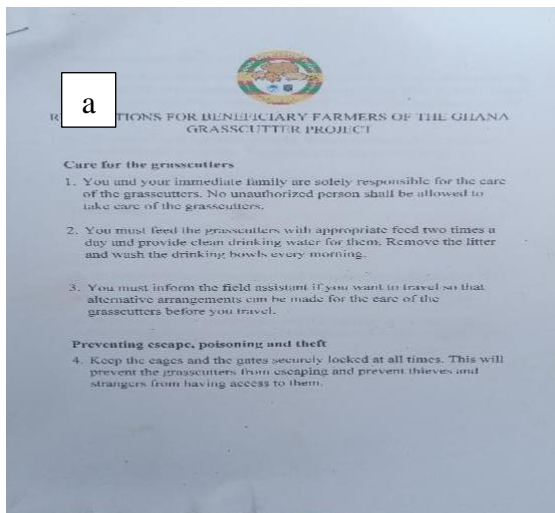 a
TIONS FOR BENEFICIARY FARMERS OF THE GHANA
GRASSCUTTER PROJECT
Care for the grasscutters
1. You and your immediate family are solely responsible for the care
of the grasscutters. No unauthorized person shall be allowed to
take care of the grasscutters.
2. You must feed the grasscutters with appropriate feed two times a
day and provide clean drinking water for them. Remove the litter
and wash the drinking bowls every morning.
3. You must inform the field assistant if you want to travel so that
alternative arrangements can be made for the care of the
grasscutters before you travel.
Preventing escape, poisoning and theft
4. Keep the cages and the gates securely locked at all times. This will
prevent the grasscutters from escaping and prevent thieves and
strangers from having access to them.